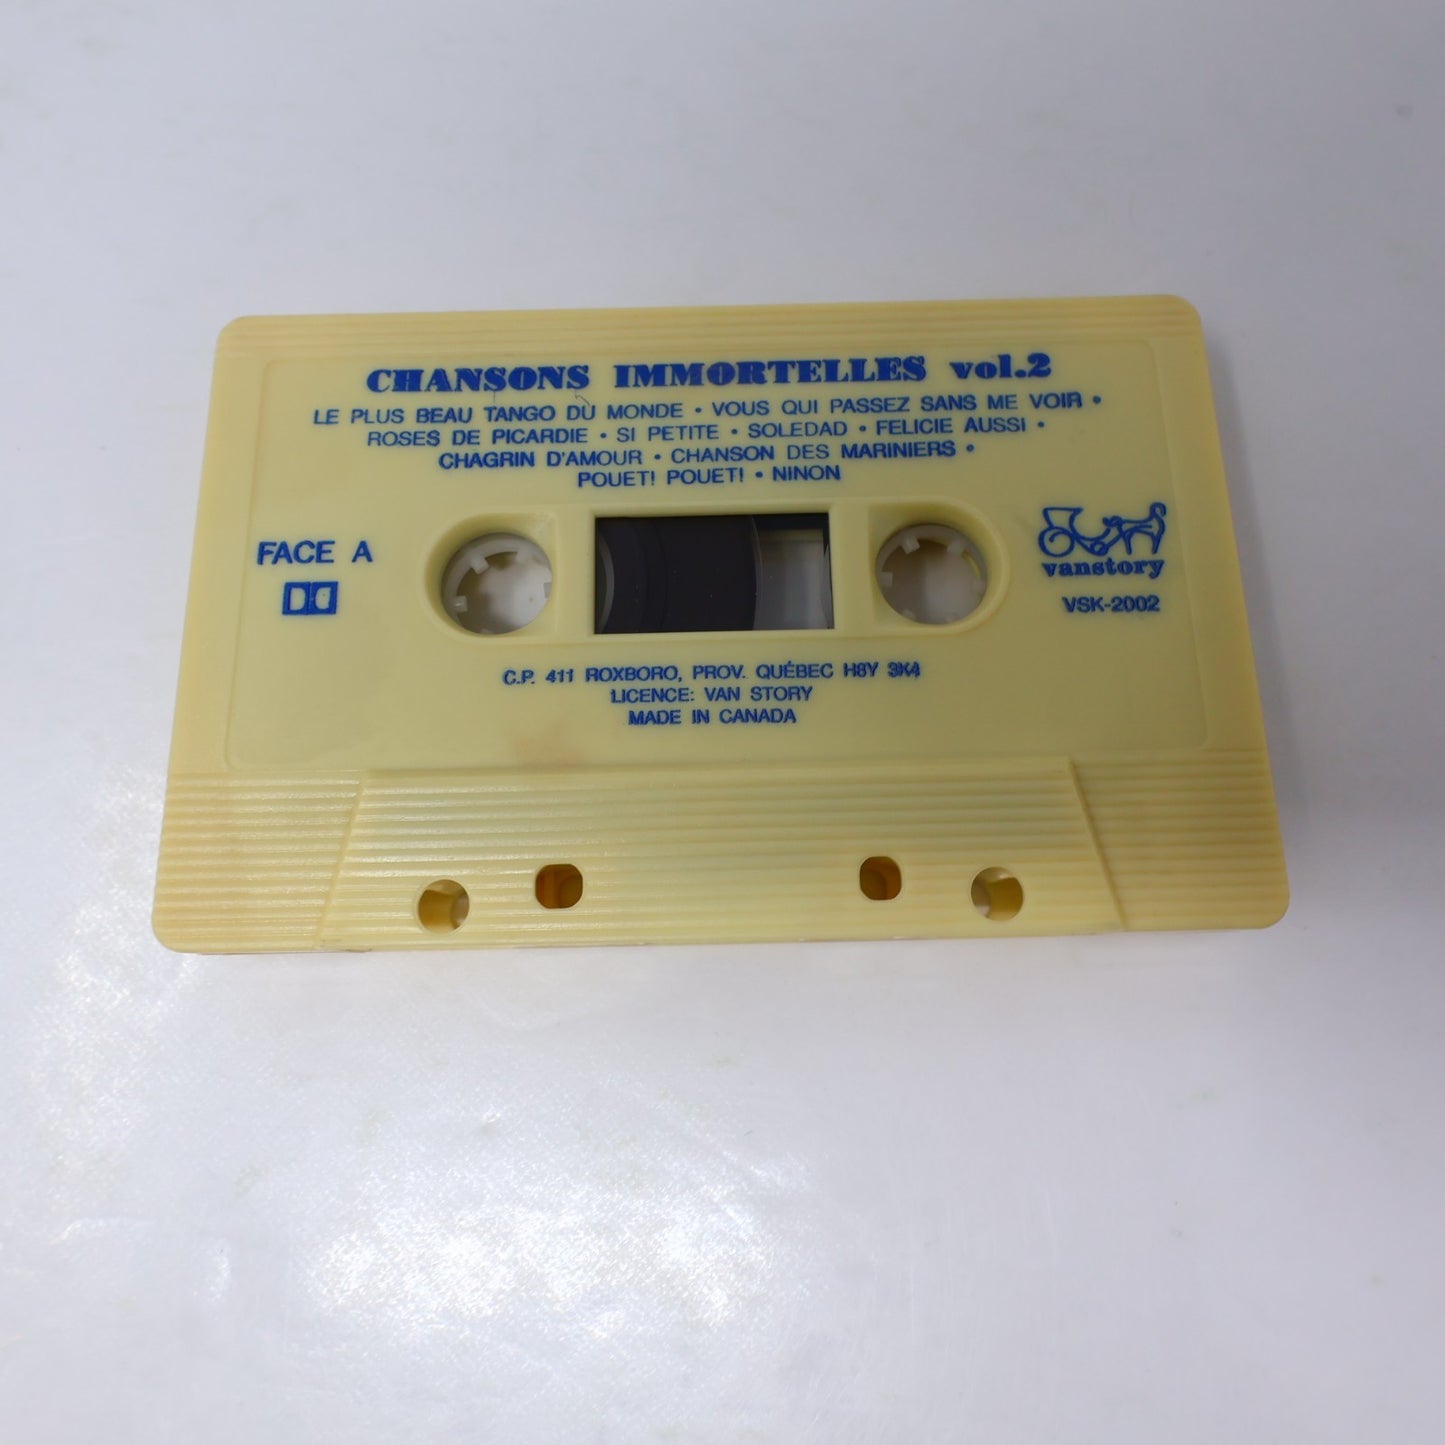 CHANSONS IMMORTELLES vol.2
LE PLUS BEAU TANGO DU MONDE • VOUS QUI PASSEZ SANS ME VOIR •
ROSES DE PICARDIE • SI PETITE • SOLEDAD • FELICIE AUSSI •
CHAGRIN D'AMOUR • CHANSON DES MARINIERS •
POUET! POUET! • NINON
FACE A
vanstory
VSK-2002
C.P. 411 ROXBORO, PROV. QUÉBEC H8Y 3K4
LICENCE: VAN STORY
MADE IN CANADA